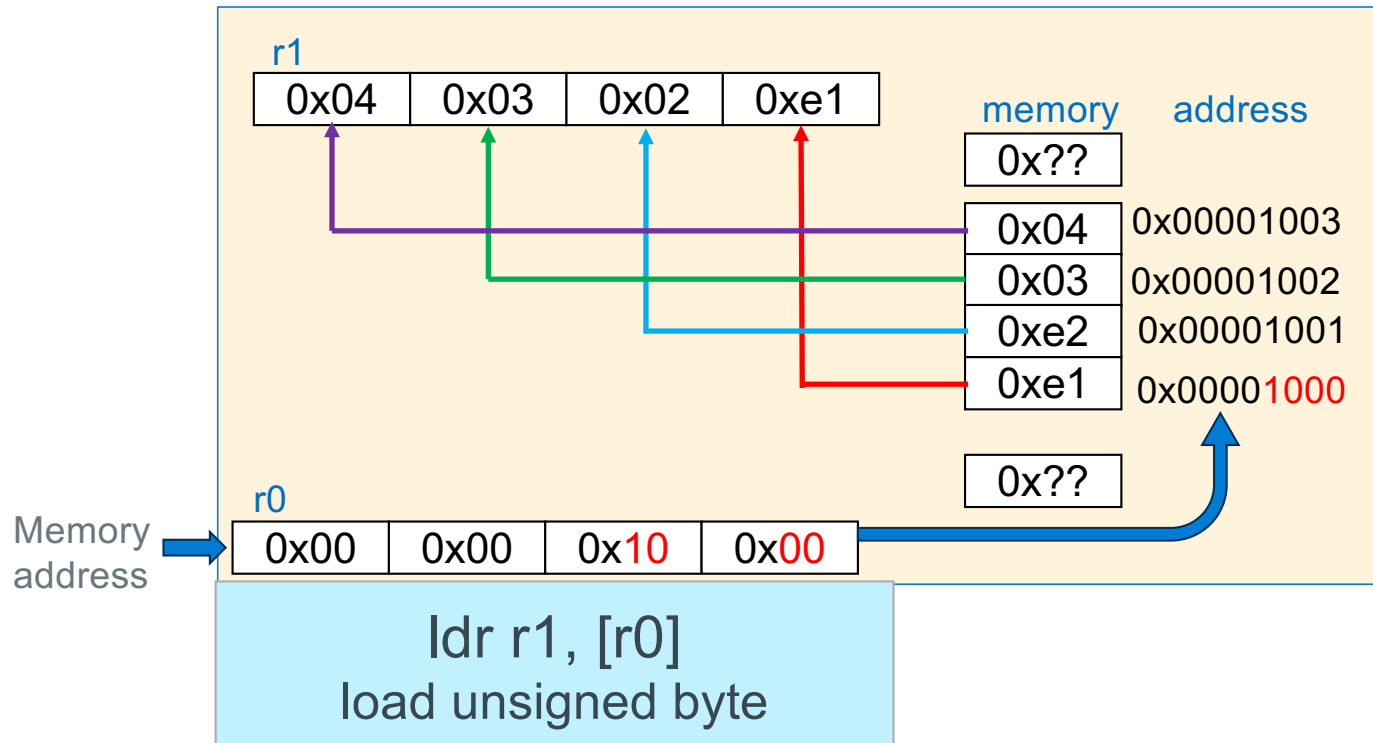 r1
0x04 0x03 0x02 0xe1
memory address
0x??
0x04 0x00001003
0x03 0x00001002
0xe2 0x00001001
0xe1 0x00001000
0x??
r0
Memory
address
0x00 0x00 0x10 0x00
ldr r1, [r0]
load unsigned byte